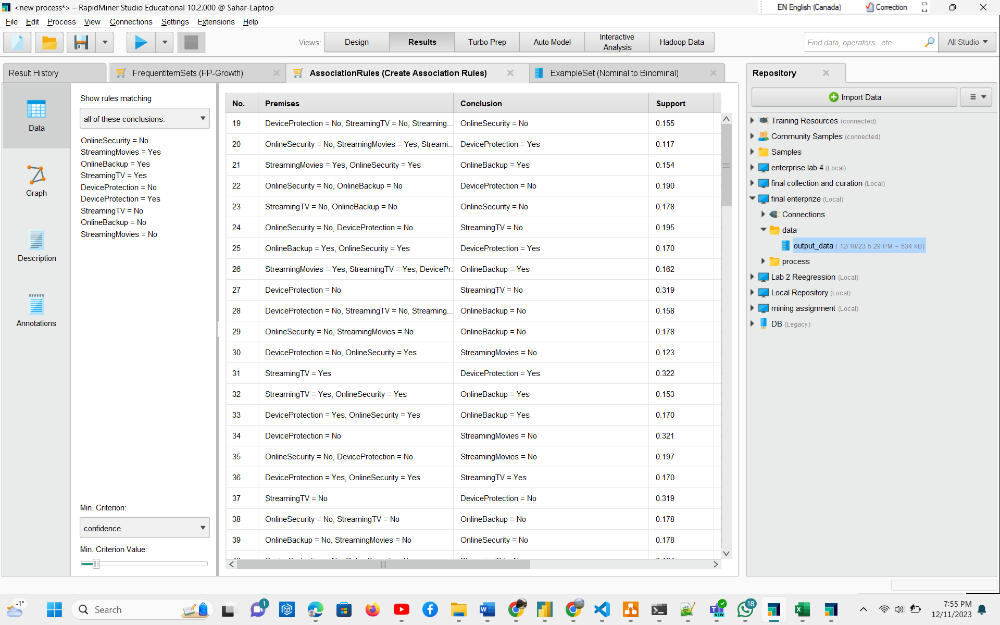 <new process*> – RapidMiner Studio Educational 10.2.000 @ Sahar-Laptop
EN English (Canada) Correction
File Edit Process View Connections Settings Extensions Help
Views: Design Results Turbo Prep Auto Model Interactive Analysis Hadoop Data
Find data, operators...etc All Studio
Result History FrequentItemSets (FP-Growth) AssociationRules (Create Association Rules) ExampleSet (Nominal to Binominal)
Data
Graph
Description
Annotations
Show rules matching
all of these conclusions:
OnlineSecurity = No
StreamingMovies = Yes
OnlineBackup = Yes
StreamingTV = Yes
DeviceProtection = No
DeviceProtection = Yes
StreamingTV = No
OnlineBackup = No
StreamingMovies = No
Min. Criterion:
confidence
Min. Criterion Value:
No. Premises Conclusion Support
19 DeviceProtection = No, StreamingTV = No, Streaming... OnlineSecurity = No 0.155
20 OnlineSecurity = No, StreamingMovies = Yes, Streami... DeviceProtection = Yes 0.117
21 StreamingMovies = Yes, OnlineSecurity = Yes OnlineBackup = Yes 0.154
22 OnlineSecurity = No, OnlineBackup = No DeviceProtection = No 0.190
23 StreamingTV = No, OnlineBackup = No OnlineSecurity = No 0.178
24 OnlineSecurity = No, DeviceProtection = No StreamingTV = No 0.195
25 OnlineBackup = Yes, OnlineSecurity = Yes DeviceProtection = Yes 0.170
26 StreamingMovies = Yes, StreamingTV = Yes, DevicePr... OnlineBackup = Yes 0.162
27 DeviceProtection = No StreamingTV = No 0.319
28 DeviceProtection = No, StreamingTV = No, Streaming... OnlineBackup = No 0.158
29 OnlineSecurity = No, StreamingMovies = No OnlineBackup = No 0.178
30 DeviceProtection = No, OnlineSecurity = Yes StreamingMovies = No 0.123
31 StreamingTV = Yes DeviceProtection = Yes 0.322
32 StreamingTV = Yes, OnlineSecurity = Yes OnlineBackup = Yes 0.153
33 DeviceProtection = Yes, OnlineSecurity = Yes OnlineBackup = Yes 0.170
34 DeviceProtection = No StreamingMovies = No 0.321
35 OnlineSecurity = No, DeviceProtection = No StreamingMovies = No 0.197
36 DeviceProtection = Yes, OnlineSecurity = Yes StreamingTV = Yes 0.170
37 StreamingTV = No DeviceProtection = No 0.319
38 OnlineSecurity = No, StreamingTV = No OnlineBackup = No 0.178
39 OnlineBackup = No, StreamingMovies = No OnlineSecurity = No 0.178
Repository
Import Data
Training Resources (connected)
Community Samples (connected)
Samples
enterprise lab 4 (Local)
final collection and curation (Local)
final enterprize (Local)
Connections
data
output_data ( 12/10/23 5:29 PM – 534 kB)
process
Lab 2 Reegression (Local)
Local Repository (Local)
mining assignment (Local)
DB (Legacy)
-1°
Search
1
NEW
18
7:55 PM
12/11/2023